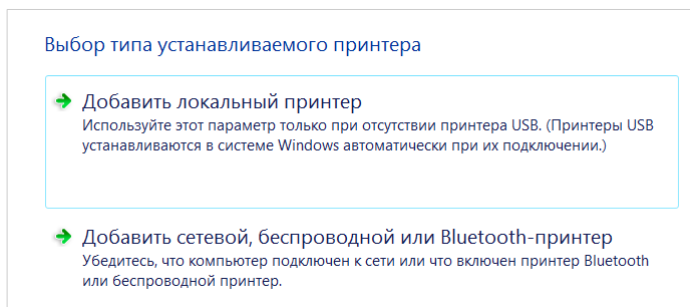 Выбор типа устанавливаемого принтера
Добавить локальный принтер
Используйте этот параметр только при отсутствии принтера USB. (Принтеры USB
устанавливаются в системе Windows автоматически при их подключении.)
Добавить сетевой, беспроводной или Bluetooth-принтер
Убедитесь, что компьютер подключен к сети или что включен принтер Bluetooth
или беспроводной принтер.